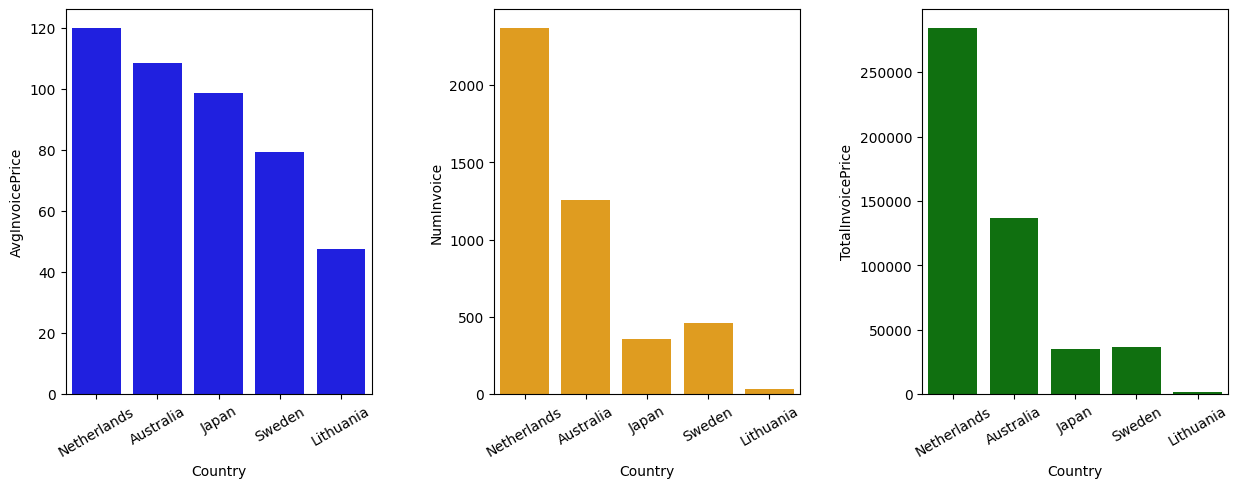 AvgInvoicePrice
120
100
80
60
40
20
0
Netherlands
Australia
Japan
Sweden
Lithuania
Country
NumInvoice
2000
1500
1000
500
0
Netherlands
Australia
Japan
Sweden
Lithuania
Country
TotalInvoicePrice
250000
200000
150000
100000
50000
0
Netherlands
Australia
Japan
Sweden
Lithuania
Country